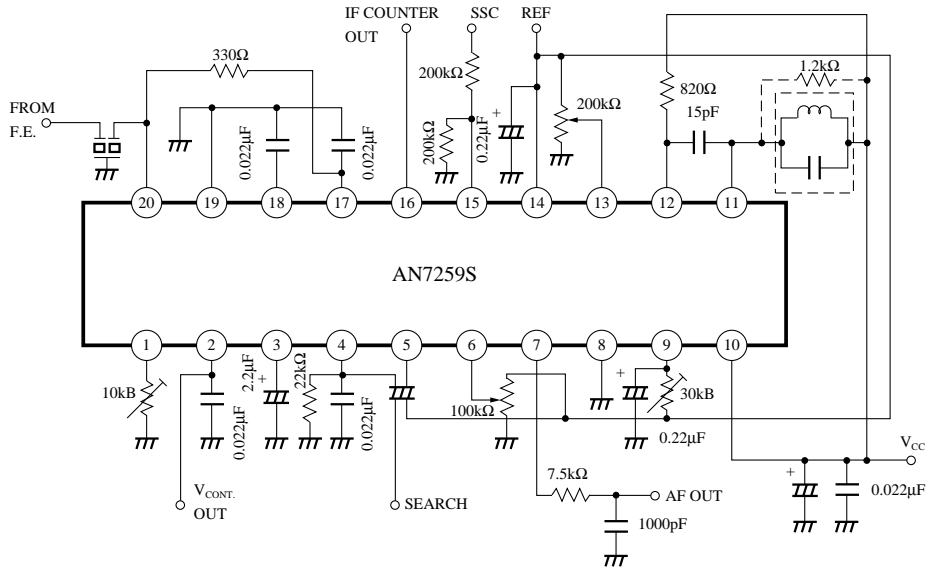 IF COUNTER
OUT
SSC
REF
330Ω
FROM
F.E.
0.022μF
0.022μF
200kΩ
200kΩ
0.22μF
+
200kΩ
820Ω
15pF
1.2kΩ
20
19
18
17
16
15
14
13
12
11
AN7259S
1
2
3
4
5
6
7
8
9
10
10kB
0.022μF
2.2μF
+
22kΩ
0.022μF
100kΩ
+
30kB
0.22μF
VCONT.
OUT
SEARCH
7.5kΩ
AF OUT
1000pF
VCC
+
0.022μF